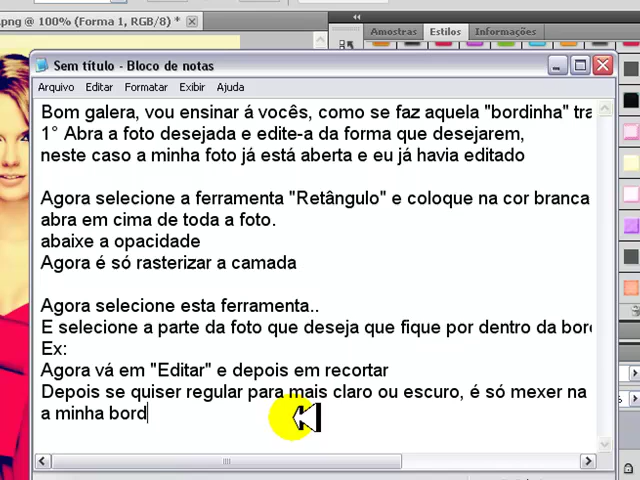 .png @ 100% (Forma 1, RGB/8) *
Amostras Estilos Informações
Sem título - Bloco de notas
Arquivo Editar Formatar Exibir Ajuda
Bom galera, vou ensinar á vocês, como se faz aquela "bordinha" tra
1° Abra a foto desejada e edite-a da forma que desejarem,
neste caso a minha foto já está aberta e eu já havia editado
Agora selecione a ferramenta "Retângulo" e coloque na cor branca
abra em cima de toda a foto.
abaixe a opacidade
Agora é só rasterizar a camada
Agora selecione esta ferramenta..
E selecione a parte da foto que deseja que fique por dentro da bor
Ex:
Agora vá em "Editar" e depois em recortar
Depois se quiser regular para mais claro ou escuro, é só mexer na
a minha bord